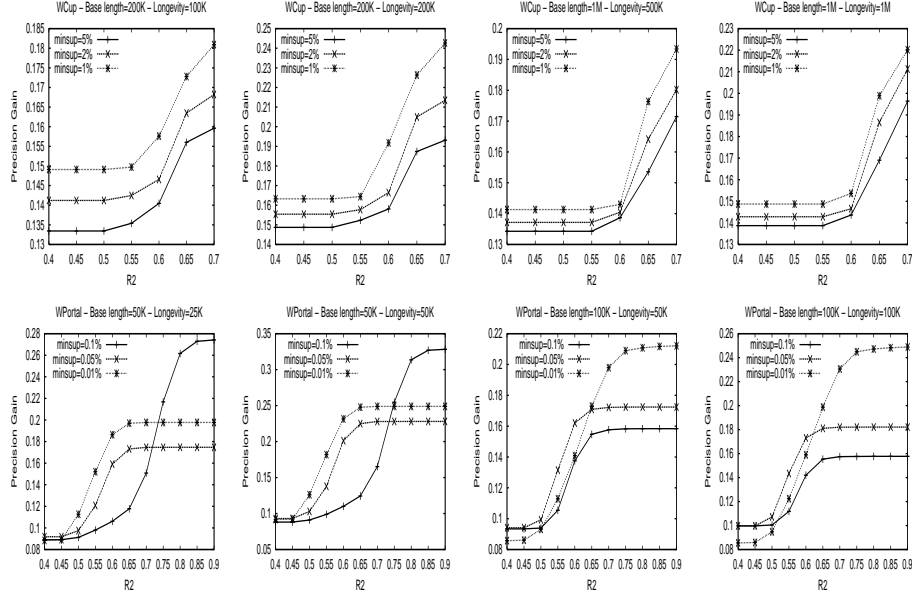 WCup – Base length=200K – Longevity=100K
Precision Gain
0.185
0.18
0.175
0.17
0.165
0.16
0.155
0.15
0.145
0.14
0.135
0.13
minsup=5%
minsup=2%
minsup=1%
0.4 0.45 0.5 0.55 0.6 0.65 0.7
R2
WCup – Base length=200K – Longevity=200K
Precision Gain
0.25
0.24
0.23
0.22
0.21
0.2
0.19
0.18
0.17
0.16
0.15
0.14
minsup=5%
minsup=2%
minsup=1%
0.4 0.45 0.5 0.55 0.6 0.65 0.7
R2
WCup – Base length=1M – Longevity=500K
Precision Gain
0.2
0.19
0.18
0.17
0.16
0.15
0.14
0.13
minsup=5%
minsup=2%
minsup=1%
0.4 0.45 0.5 0.55 0.6 0.65 0.7
R2
WCup – Base length=1M – Longevity=1M
Precision Gain
0.23
0.22
0.21
0.2
0.19
0.18
0.17
0.16
0.15
0.14
0.13
minsup=5%
minsup=2%
minsup=1%
0.4 0.45 0.5 0.55 0.6 0.65 0.7
R2
WPortal – Base length=50K – Longevity=25K
Precision Gain
0.28
0.26
0.24
0.22
0.2
0.18
0.16
0.14
0.12
0.1
0.08
minsup=0.1%
minsup=0.05%
minsup=0.01%
0.4 0.45 0.5 0.55 0.6 0.65 0.7 0.75 0.8 0.85 0.9
R2
WPortal – Base length=50K – Longevity=50K
Precision Gain
0.35
0.3
0.25
0.2
0.15
0.1
0.05
minsup=0.1%
minsup=0.05%
minsup=0.01%
0.4 0.45 0.5 0.55 0.6 0.65 0.7 0.75 0.8 0.85 0.9
R2
WPortal – Base length=100K – Longevity=50K
Precision Gain
0.22
0.2
0.18
0.16
0.14
0.12
0.1
0.08
minsup=0.1%
minsup=0.05%
minsup=0.01%
0.4 0.45 0.5 0.55 0.6 0.65 0.7 0.75 0.8 0.85 0.9
R2
WPortal – Base length=100K – Longevity=100K
Precision Gain
0.26
0.24
0.22
0.2
0.18
0.16
0.14
0.12
0.1
0.08
minsup=0.1%
minsup=0.05%
minsup=0.01%
0.4 0.45 0.5 0.55 0.6 0.65 0.7 0.75 0.8 0.85 0.9
R2